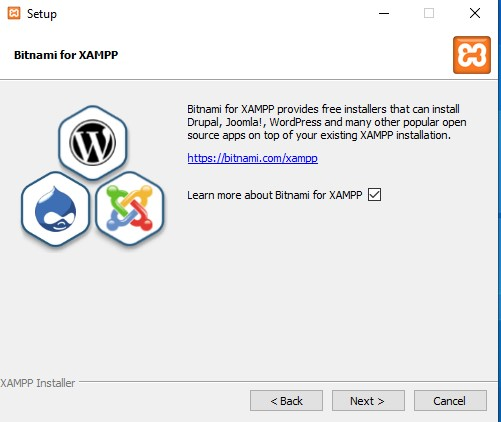 Setup
Bitnami for XAMPP
Bitnami for XAMPP provides free installers that can install
Drupal, Joomla!, WordPress and many other popular open
source apps on top of your existing XAMPP installation.
https://bitnami.com/xampp
Learn more about Bitnami for XAMPP
XAMPP Installer
< Back
Next >
Cancel